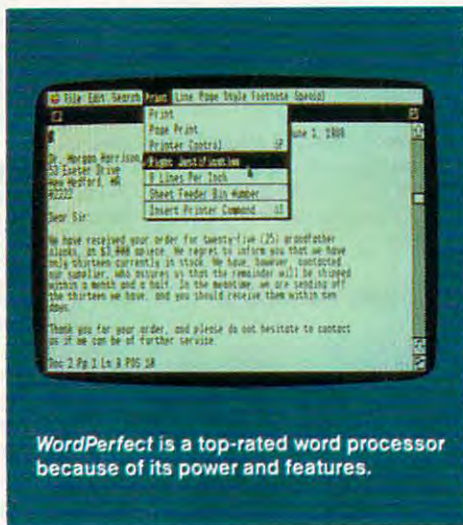 File Edit Search Print Line Page Style Footnote Special
Print
Page Print
Printer Control
Right Justification
Lines Per Inch
Sheet Feeder Bin Number
Insert Printer Command
June 1, 1988
Dr. Morgan Harrison,
53 Exeter Drive
New Bedford, MA
02222
Dear Sir:
We have received your order for twenty-five (25) grandfather
at $3,000 apiece. We regret to inform you that we have
only thirteen currently in stock. We have, however, contacted
our supplier, who assures us that the remainder will be shipped
within a month and a half. In the meantime, we are sending off
the thirteen we have, and you should receive them within ten
days.
Thank you for your order, and please do not hesitate to contact
us if we can be of further service.
Doc 2 Pg 1 Ln 8 POS 10
WordPerfect is a top-rated word processor
because of its power and features.